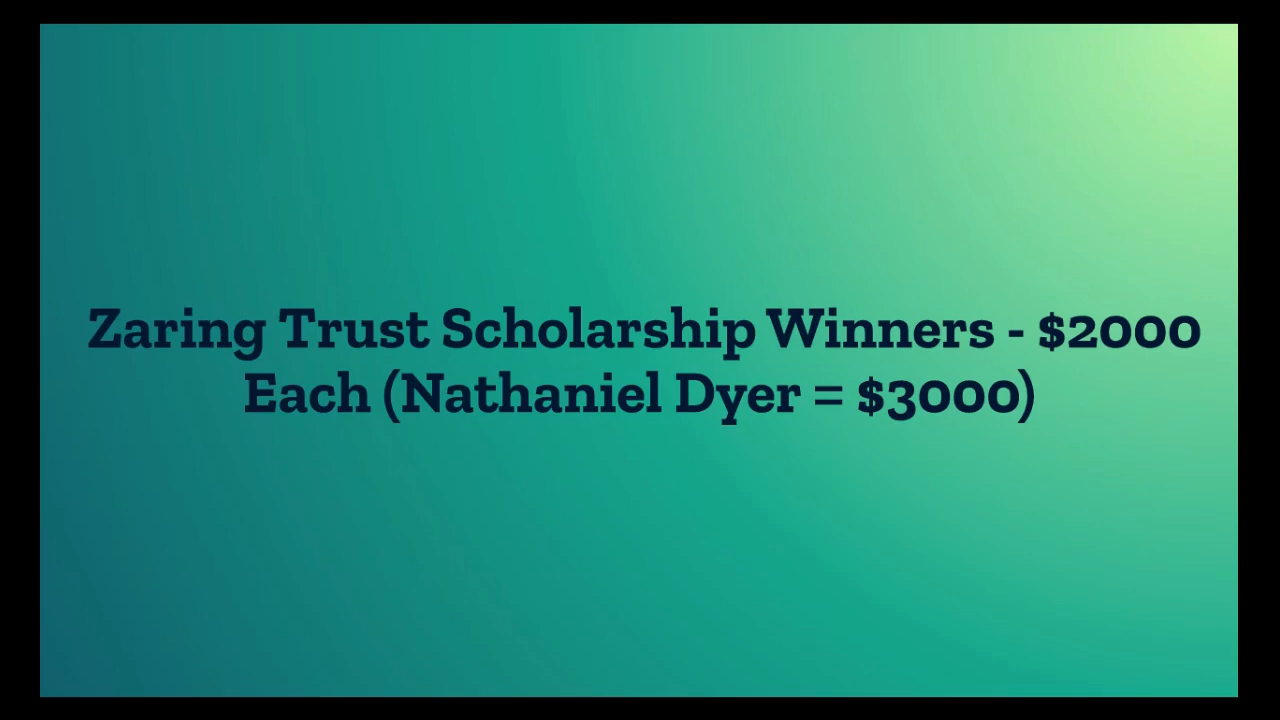 Zaring Trust Scholarship Winners - $2000
Each (Nathaniel Dyer = $3000)